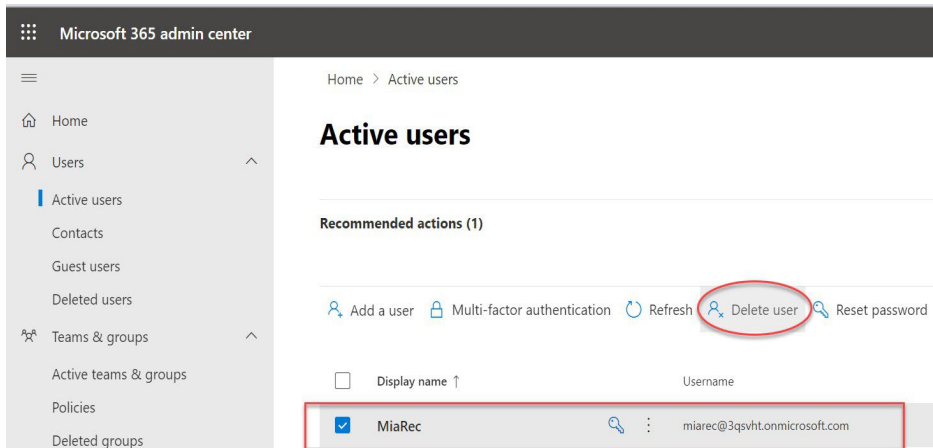 Microsoft 365 admin center
Home > Active users
Home
Active users
Users
Active users
Contacts
Recommended actions (1)
Guest users
Deleted users
Add a user Multi-factor authentication Refresh Delete user Reset password
Teams & groups
Active teams & groups
Display name ↑ Username
Policies
MiaRec marec@3qsvht.onmicrosoft.com
Deleted groups